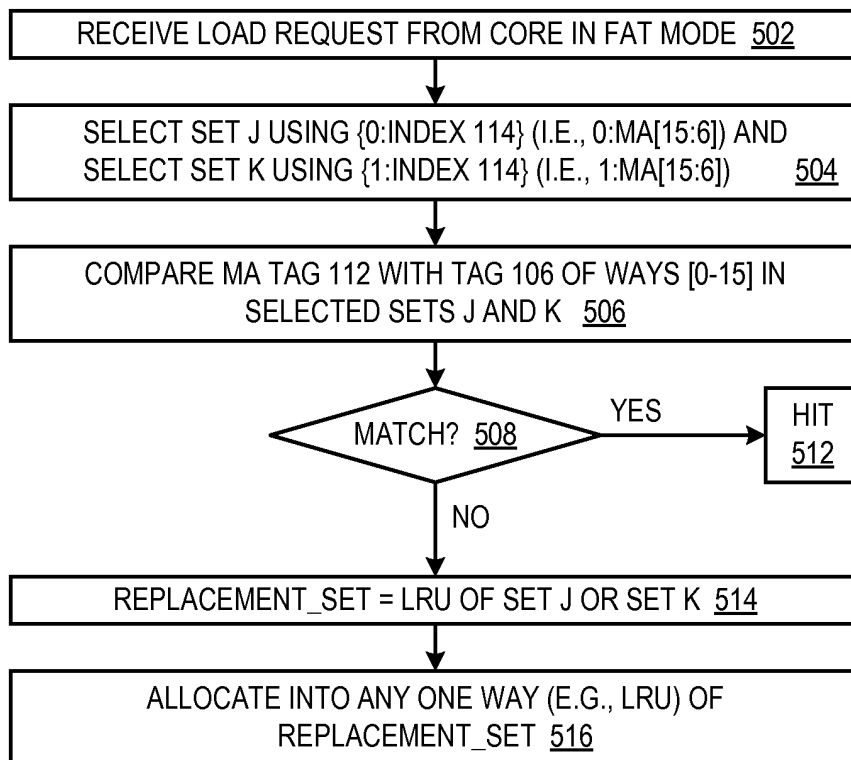 RECEIVE LOAD REQUEST FROM CORE IN FAT MODE 502
SELECT SET J USING {0:INDEX 114} (I.E., 0:MA[15:6]) AND
SELECT SET K USING {1:INDEX 114} (I.E., 1:MA[15:6]) 504
COMPARE MA TAG 112 WITH TAG 106 OF WAYS [0-15] IN
SELECTED SETS J AND K 506
MATCH? 508
YES
HIT
512
NO
REPLACEMENT_SET = LRU OF SET J OR SET K 514
ALLOCATE INTO ANY ONE WAY (E.G., LRU) OF
REPLACEMENT_SET 516